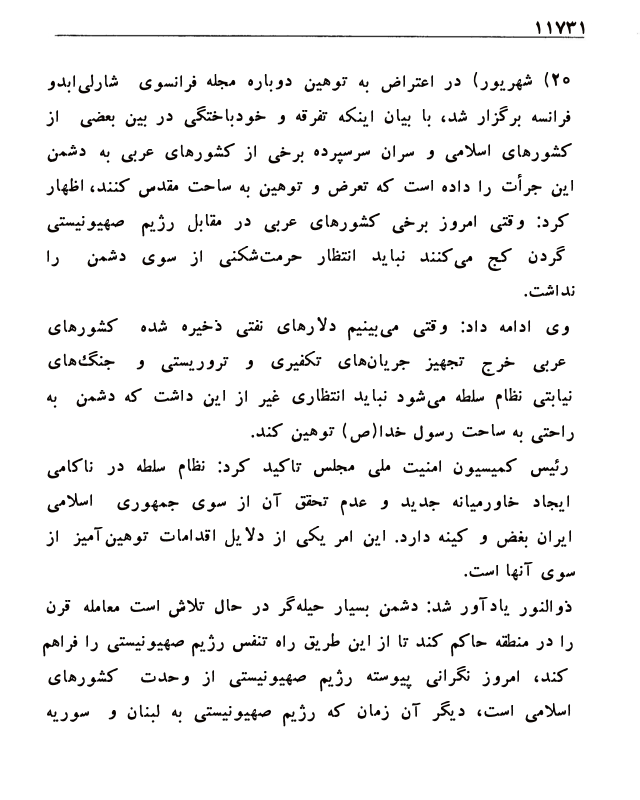 ۱۱۷۳۱
۲۵) شهریور) در اعتراض به توهین دوباره مجله فرانسوی شارلی‌ابدو
فرانسه برگزار شد، با بیان اینکه تفرقه و خودباختگی در بین بعضی از
کشورهای اسلامی و سران سرسپرده برخی از کشورهای عربی به دشمن
این جرأت را داده است که تعرض و توهین به ساحت مقدس کنند، اظهار
کرد: وقتی امروز برخی کشورهای عربی در مقابل رژیم صهیونیستی
گردن کج می‌کنند نباید انتظار حرمت‌شکنی از سوی دشمن را
نداشت.
وی ادامه داد: وقتی می‌بینیم دلارهای نفتی ذخیره شده کشورهای
عربی خرج تجهیز جریان‌های تکفیری و تروریستی و جنگ‌های
نیابتی نظام سلطه می‌شود نباید انتظاری غیر از این داشت که دشمن به
راحتی به ساحت رسول خدا(ص) توهین کند.
رئیس کمیسیون امنیت ملی مجلس تاکید کرد: نظام سلطه در ناکامی
ایجاد خاورمیانه جدید و عدم تحقق آن از سوی جمهوری اسلامی
ایران بغض و کینه دارد. این امر یکی از دلایل اقدامات توهین‌آمیز از
سوی آنها است.
ذوالنور یادآور شد: دشمن بسیار حیله‌گر در حال تلاش است معامله قرن
را در منطقه حاکم کند تا از این طریق راه تنفس رژیم صهیونیستی را فراهم
کند، امروز نگرانی پیوسته رژیم صهیونیستی از وحدت کشورهای
اسلامی است، دیگر آن زمان که رژیم صهیونیستی به لبنان و سوریه